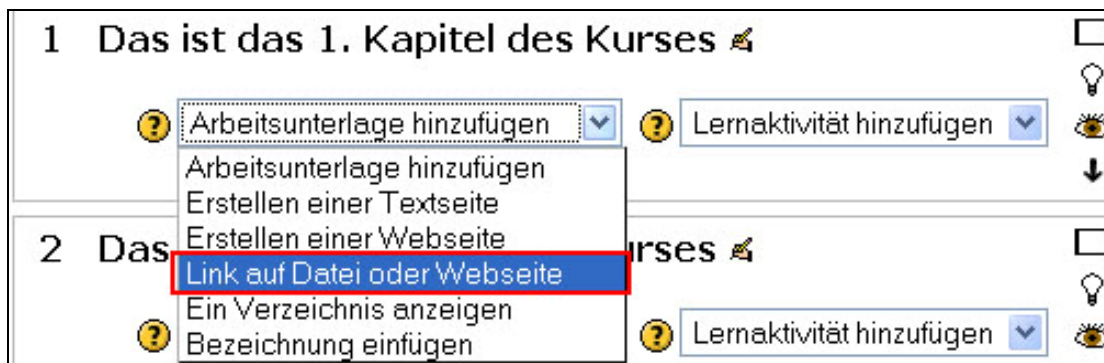 1 Das ist das 1. Kapitel des Kurses
Arbeitsunterlage hinzufügen Lernaktivität hinzufügen
Arbeitsunterlage hinzufügen
Erstellen einer Textseite
Erstellen einer Webseite
2 Das urses
Link auf Datei oder Webseite
Ein Verzeichnis anzeigen
Bezeichnung einfügen
Lernaktivität hinzufügen